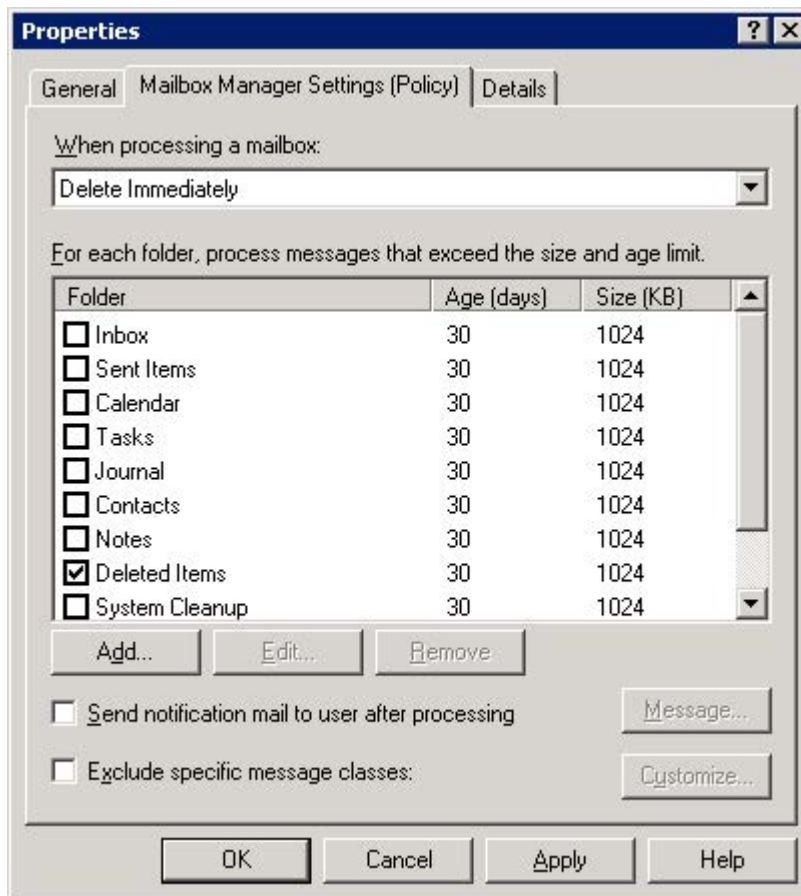 Properties
General Mailbox Manager Settings (Policy) Details
When processing a mailbox:
Delete Immediately
For each folder, process messages that exceed the size and age limit.
Folder Age (days) Size (KB)
Inbox 30 1024
Sent Items 30 1024
Calendar 30 1024
Tasks 30 1024
Journal 30 1024
Contacts 30 1024
Notes 30 1024
Deleted Items 30 1024
System Cleanup 30 1024
Add... Edit... Remove
Send notification mail to user after processing Message...
Exclude specific message classes: Customize...
OK Cancel Apply Help